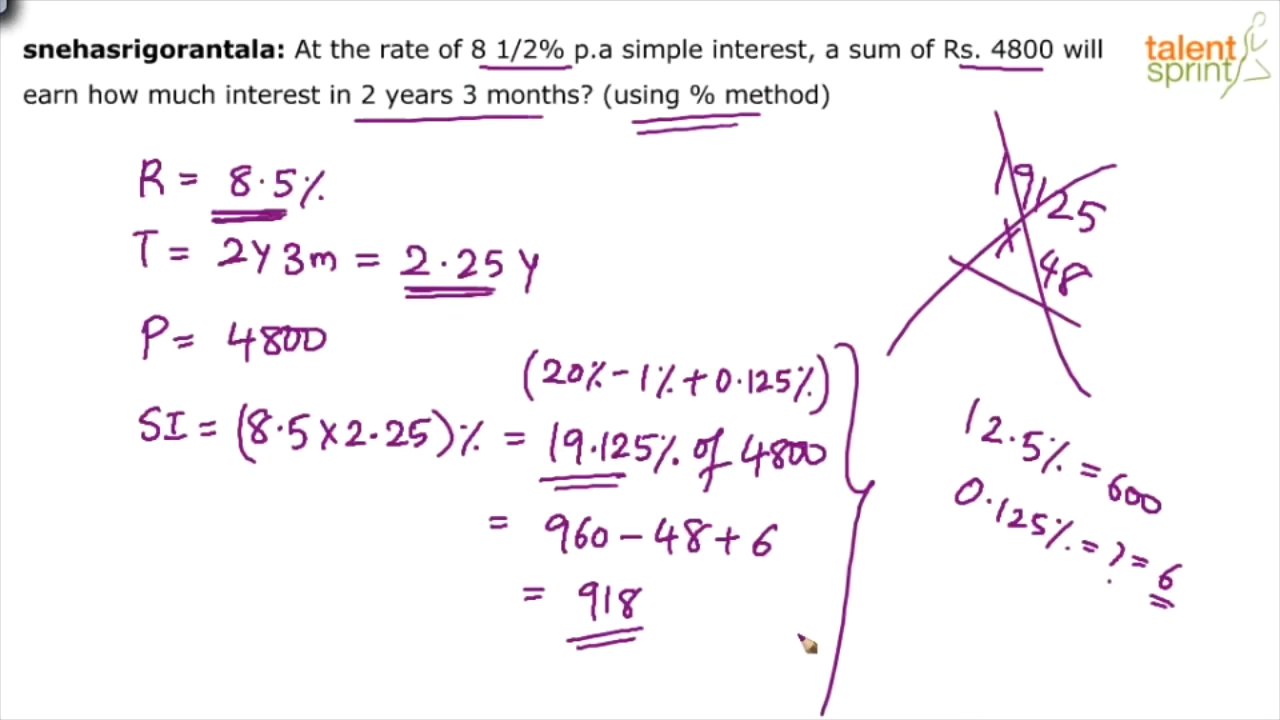 snehasrigorantala: At the rate of 8 1/2% p.a simple interest, a sum of Rs. 4800 will
earn how much interest in 2 years 3 months? (using % method)
talent
sprint
R = 8.5%
T = 2y 3m = 2.25 y
P = 4800
(20% - 1% + 0.125%)
SI = (8.5 x 2.25)% = 19.125% of 4800
= 960 - 48 + 6
= 918
19125
x 48
12.5% = 600
0.125% = ? = 6